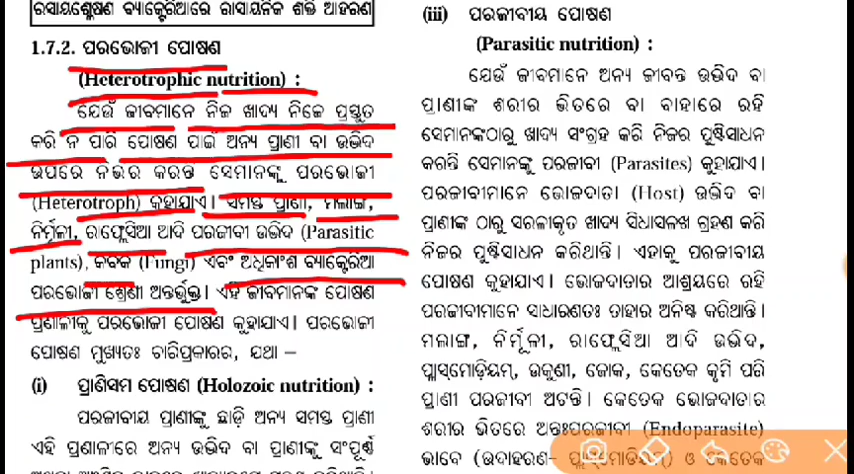 ରସାୟଶ୍ଳେଷଣ ବ୍ୟାକ୍ଟେରିଆରେ ରାସାୟନିକ ଶକ୍ତି ଆହରଣ
1.7.2. ପରଭୋଜୀ ପୋଷଣ
(Heterotrophic nutrition) :
ଯେଉଁ ଜୀବମାନେ ନିଜ ଖାଦ୍ୟ ନିଜେ ପ୍ରସ୍ତୁତ
କରି ନ ପାରି ପୋଷଣ ପାଇଁ ଅନ୍ୟ ପ୍ରାଣୀ ବା ଉଦ୍ଭିଦ
ଉପରେ ନିର୍ଭର କରନ୍ତି ସେମାନଙ୍କୁ ପରଭୋଜୀ
(Heterotroph) କୁହାଯାଏ। ସମସ୍ତ ପ୍ରାଣୀ, ମଲାଙ୍ଗ,
ନିର୍ମୂଳୀ, ରାଫ୍ଲେସିଆ ଆଦି ପରଜୀବୀ ଉଦ୍ଭିଦ (Parasitic
plants), କବକ (Fungi) ଏବଂ ଅଧିକାଂଶ ବ୍ୟାକ୍ଟେରିଆ
ପରଭୋଜୀ ଶ୍ରେଣୀ ଅନ୍ତର୍ଭୁକ୍ତ। ଏହି ଜୀବମାନଙ୍କ ପୋଷଣ
ପ୍ରଣାଳୀକୁ ପରଭୋଜୀ ପୋଷଣ କୁହାଯାଏ। ପରଭୋଜୀ
ପୋଷଣ ମୁଖ୍ୟତଃ ଚାରିପ୍ରକାରର, ଯଥା –
(i) ପ୍ରାଣିସମ ପୋଷଣ (Holozoic nutrition) :
ପରଜୀବୀୟ ପ୍ରାଣୀଙ୍କୁ ଛାଡ଼ି ଅନ୍ୟ ସମସ୍ତ ପ୍ରାଣୀ
ଏହି ପ୍ରଣାଳୀରେ ଅନ୍ୟ ଉଦ୍ଭିଦ ବା ପ୍ରାଣୀଙ୍କୁ ସଂପୂର୍ଣ୍ଣ
(iii) ପରଜୀବୀୟ ପୋଷଣ
(Parasitic nutrition) :
ଯେଉଁ ଜୀବମାନେ ଅନ୍ୟ ଜୀବନ୍ତ ଉଦ୍ଭିଦ ବା
ପ୍ରାଣୀଙ୍କ ଶରୀର ଭିତରେ ବା ବାହାରେ ରହି
ସେମାନଙ୍କଠାରୁ ଖାଦ୍ୟ ସଂଗ୍ରହ କରି ନିଜର ପୁଷ୍ଟିସାଧନ
କରନ୍ତି ସେମାନଙ୍କୁ ପରଜୀବୀ (Parasites) କୁହାଯାଏ।
ପରଜୀବୀମାନେ ଭୋଜଦାତା (Host) ଉଦ୍ଭିଦ ବା
ପ୍ରାଣୀଙ୍କ ଠାରୁ ସରଳୀକୃତ ଖାଦ୍ୟ ସିଧାସଳଖ ଗ୍ରହଣ କରି
ନିଜର ପୁଷ୍ଟିସାଧନ କରିଥାନ୍ତି। ଏହାକୁ ପରଜୀବୀୟ
ପୋଷଣ କୁହାଯାଏ। ଭୋଜଦାତାର ଆଶ୍ରୟରେ ରହି
ପରଜୀବୀମାନେ ସାଧାରଣତଃ ତାହାର ଅନିଷ୍ଟ କରିଥାନ୍ତି।
ମଲାଙ୍ଗ, ନିର୍ମୂଳୀ, ରାଫ୍ଲେସିଆ ଆଦି ଉଦ୍ଭିଦ,
ପ୍ଲାସ୍‌ମୋଡ଼ିୟମ୍, ଉକୁଣୀ, ଜୋକ, କେତେକ କୃମି ପରି
ପ୍ରାଣୀ ପରଜୀବୀ ଅଟନ୍ତି। କେତେକ ଭୋଜଦାତାର
ଶରୀର ଭିତରେ ଅନ୍ତଃପରଜୀବୀ (Endoparasite)
ଭାବେ (ଉଦାହରଣ- ପ୍ଲାସ୍‌ମୋଡିୟମ୍) ଓ କେତେକ